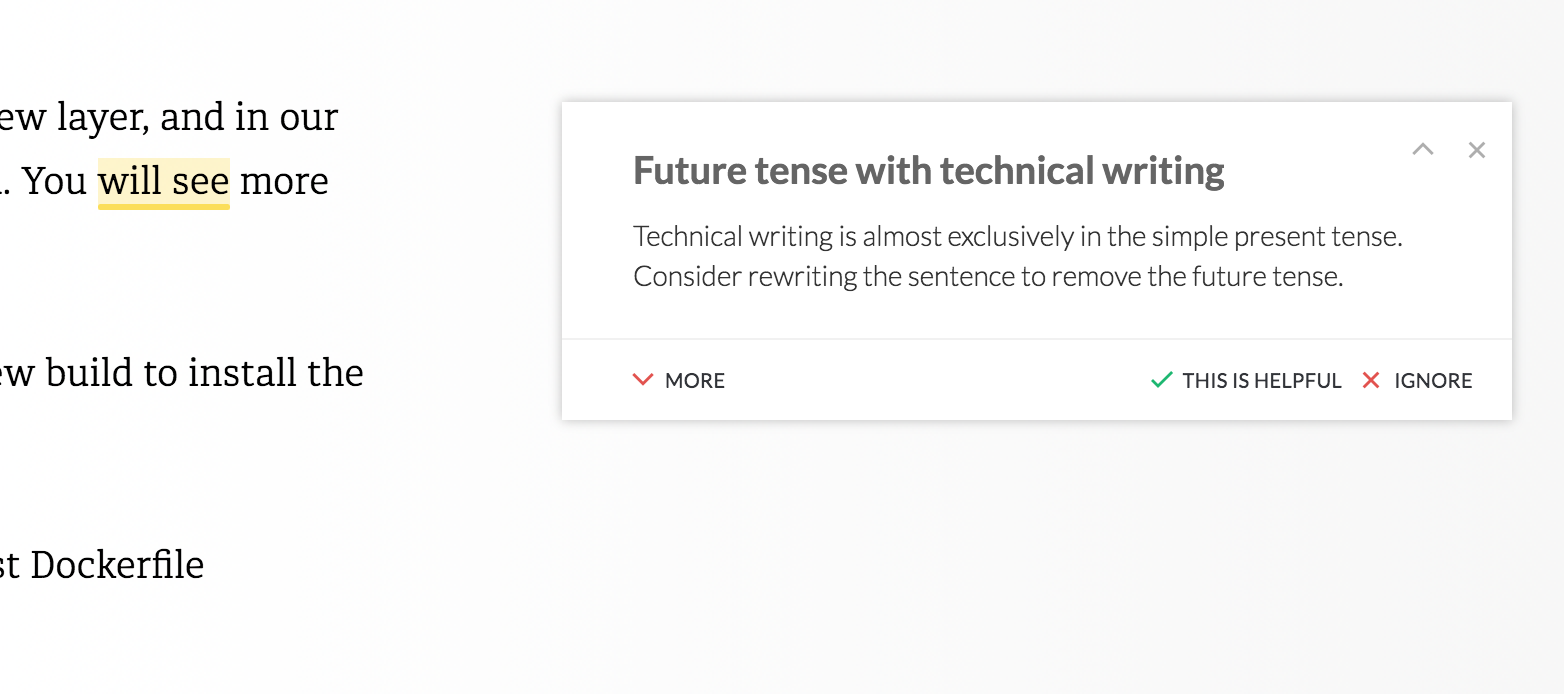 ew layer, and in our
. You will see more
ew build to install the
st Dockerfile
Future tense with technical writing
Technical writing is almost exclusively in the simple present tense.
Consider rewriting the sentence to remove the future tense.
MORE
THIS IS HELPFUL
IGNORE